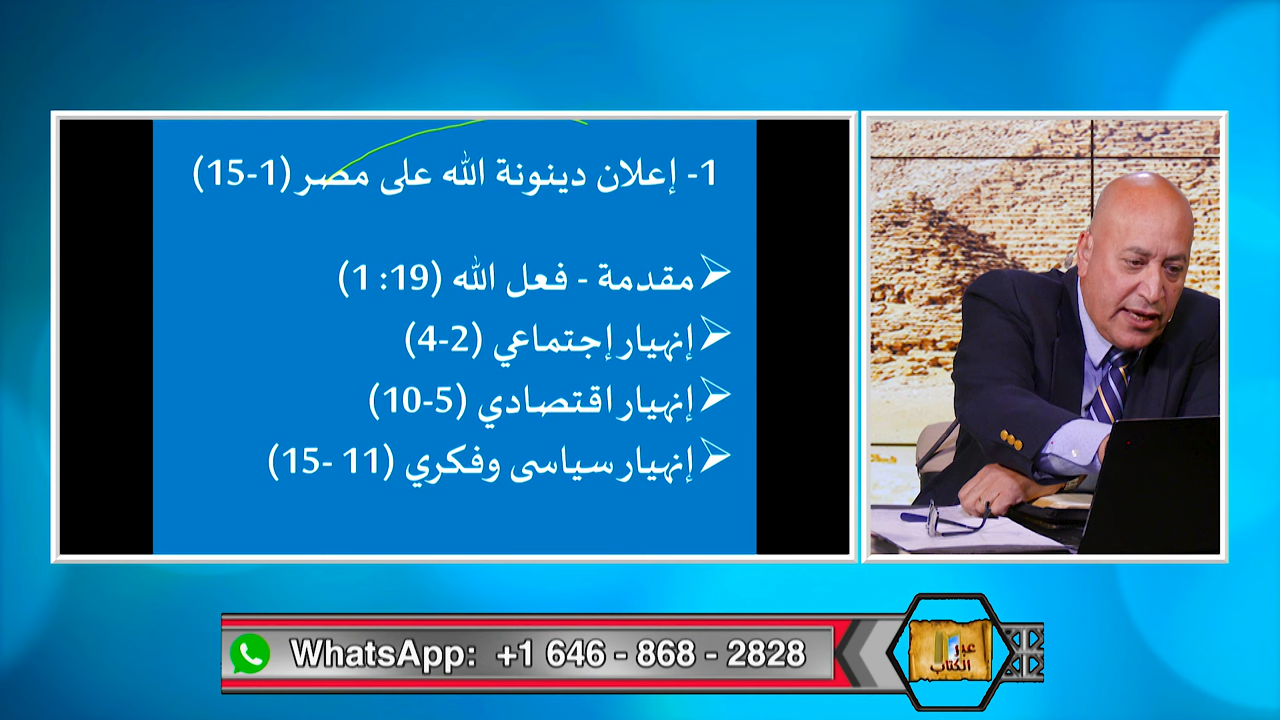 1- إعلان دينونة الله على مصر (1-15)
مقدمة - فعل الله (19: 1)
إنهيار إجتماعي (2-4)
إنهيار اقتصادي (5-10)
إنهيار سياسى وفكري (11 -15)
WhatsApp: +1 646 - 868 - 2828
عبر
الكتاب